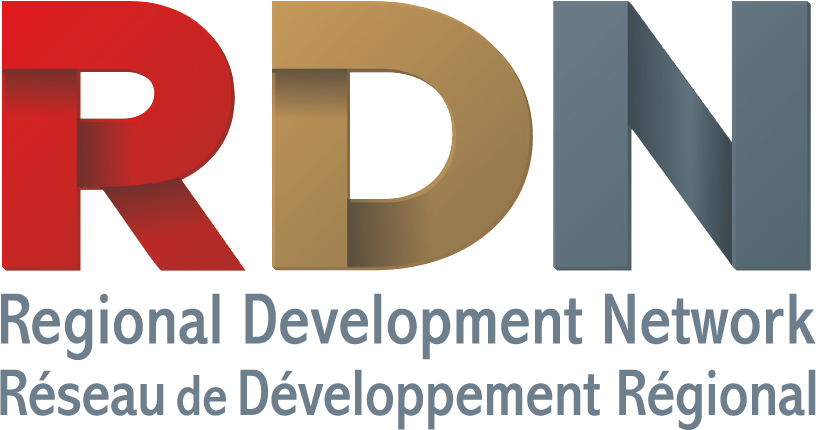 RDN
Regional Development Network
Réseau de Développement Régional